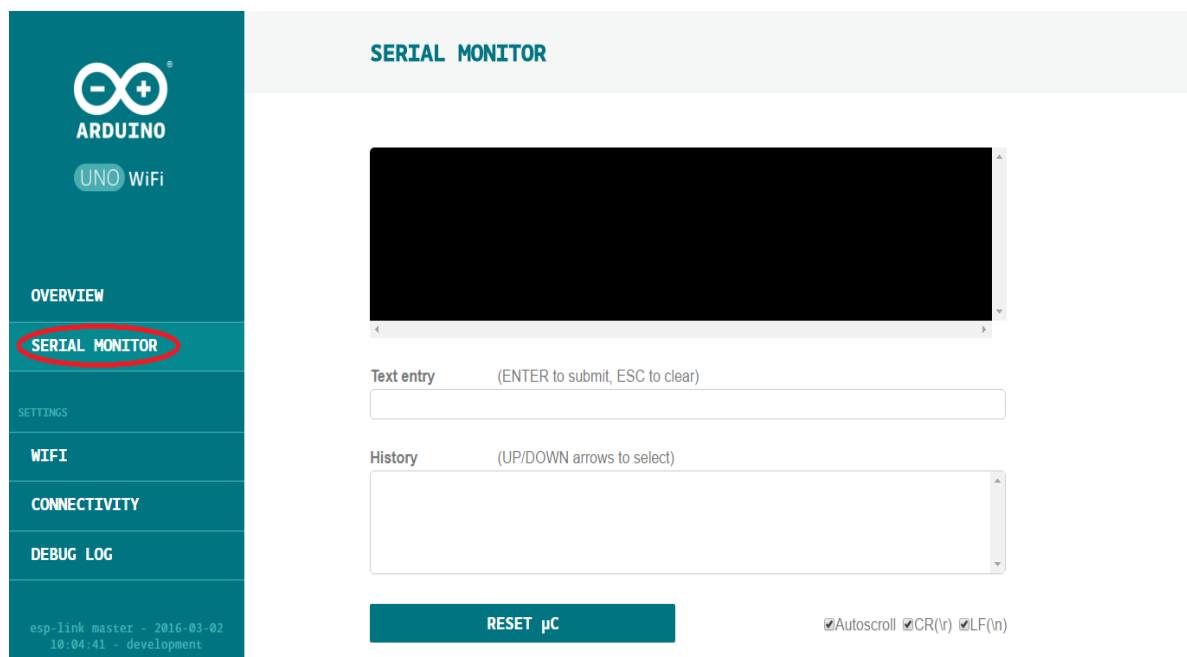 ®
ARDUINO
UNO WiFi
OVERVIEW
SERIAL MONITOR
SETTINGS
WIFI
CONNECTIVITY
DEBUG LOG
esp-link master - 2016-03-02
10:04:41 - development
SERIAL MONITOR
Text entry (ENTER to submit, ESC to clear)
History (UP/DOWN arrows to select)
RESET µC
Autoscroll CR(\r) LF(\n)